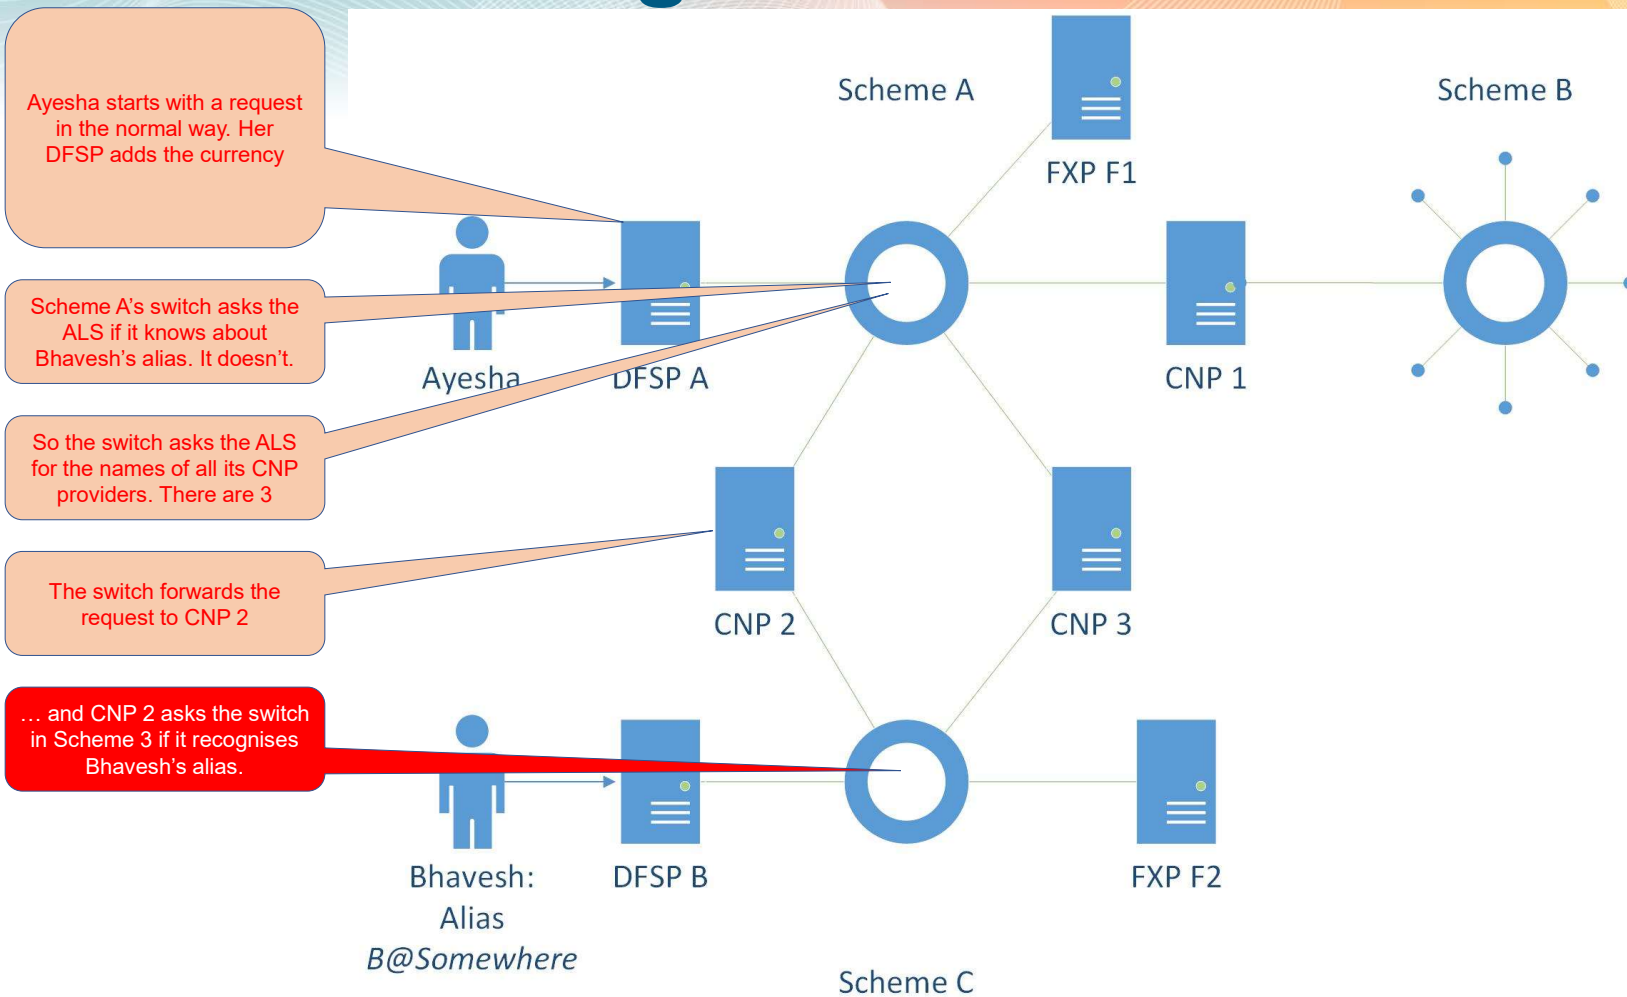 Ayesha starts with a request
in the normal way. Her
DFSP adds the currency
Scheme A’s switch asks the
ALS if it knows about
Bhavesh’s alias. It doesn’t.
So the switch asks the ALS
for the names of all its CNP
providers. There are 3
The switch forwards the
request to CNP 2
… and CNP 2 asks the switch
in Scheme 3 if it recognises
Bhavesh’s alias.
Scheme A
Scheme B
FXP F1
Ayesha
DFSP A
CNP 1
CNP 2
CNP 3
Bhavesh:
Alias
B@Somewhere
DFSP B
FXP F2
Scheme C